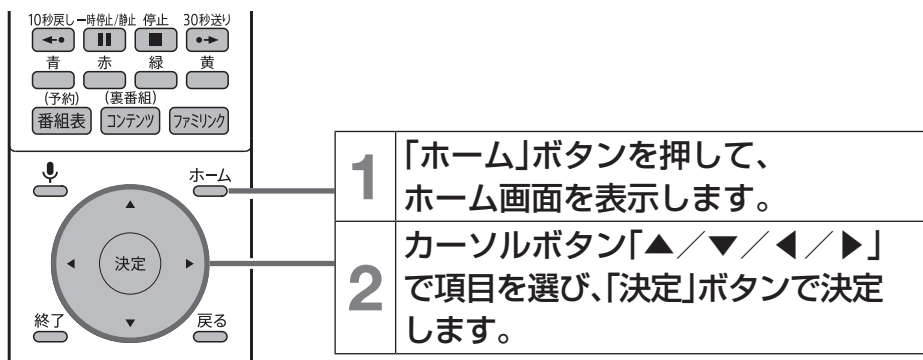 10秒戻し 一時停止/静止 停止 30秒送り
青 赤 緑 黄
(予約) (裏番組)
番組表 コンテンツ ファミリンク
ホーム
決定
終了 戻る
1 「ホーム」ボタンを押して、
ホーム画面を表示します。
2 カーソルボタン「▲／▼／◀／▶」
で項目を選び、「決定」ボタンで決定
します。